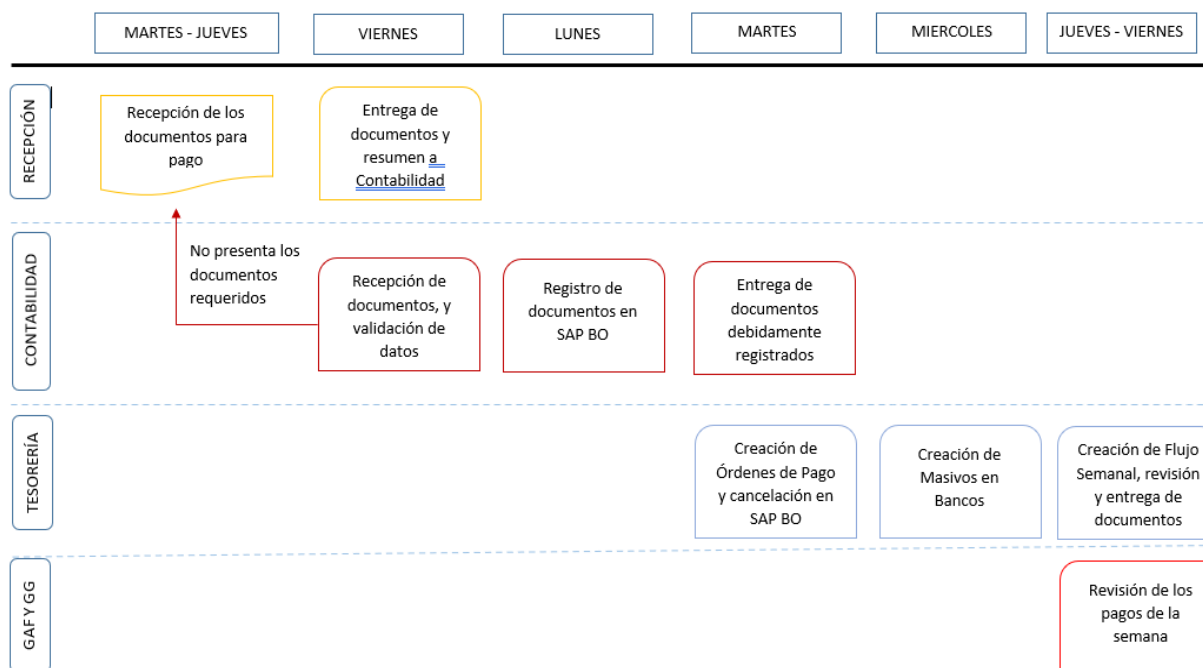 MARTES - JUEVES
VIERNES
LUNES
MARTES
MIERCOLES
JUEVES - VIERNES
RECEPCIÓN
Recepción de los
documentos para
pago
Entrega de
documentos y
resumen a
Contabilidad
CONTABILIDAD
No presenta los
documentos
requeridos
Recepción de
documentos, y
validación de
datos
Registro de
documentos en
SAP BO
Entrega de
documentos
debidamente
registrados
TESORERÍA
Creación de
Órdenes de Pago
y cancelación en
SAP BO
Creación de
Masivos en
Bancos
Creación de Flujo
Semanal, revisión
y entrega de
documentos
GAF Y GG
Revisión de los
pagos de la
semana